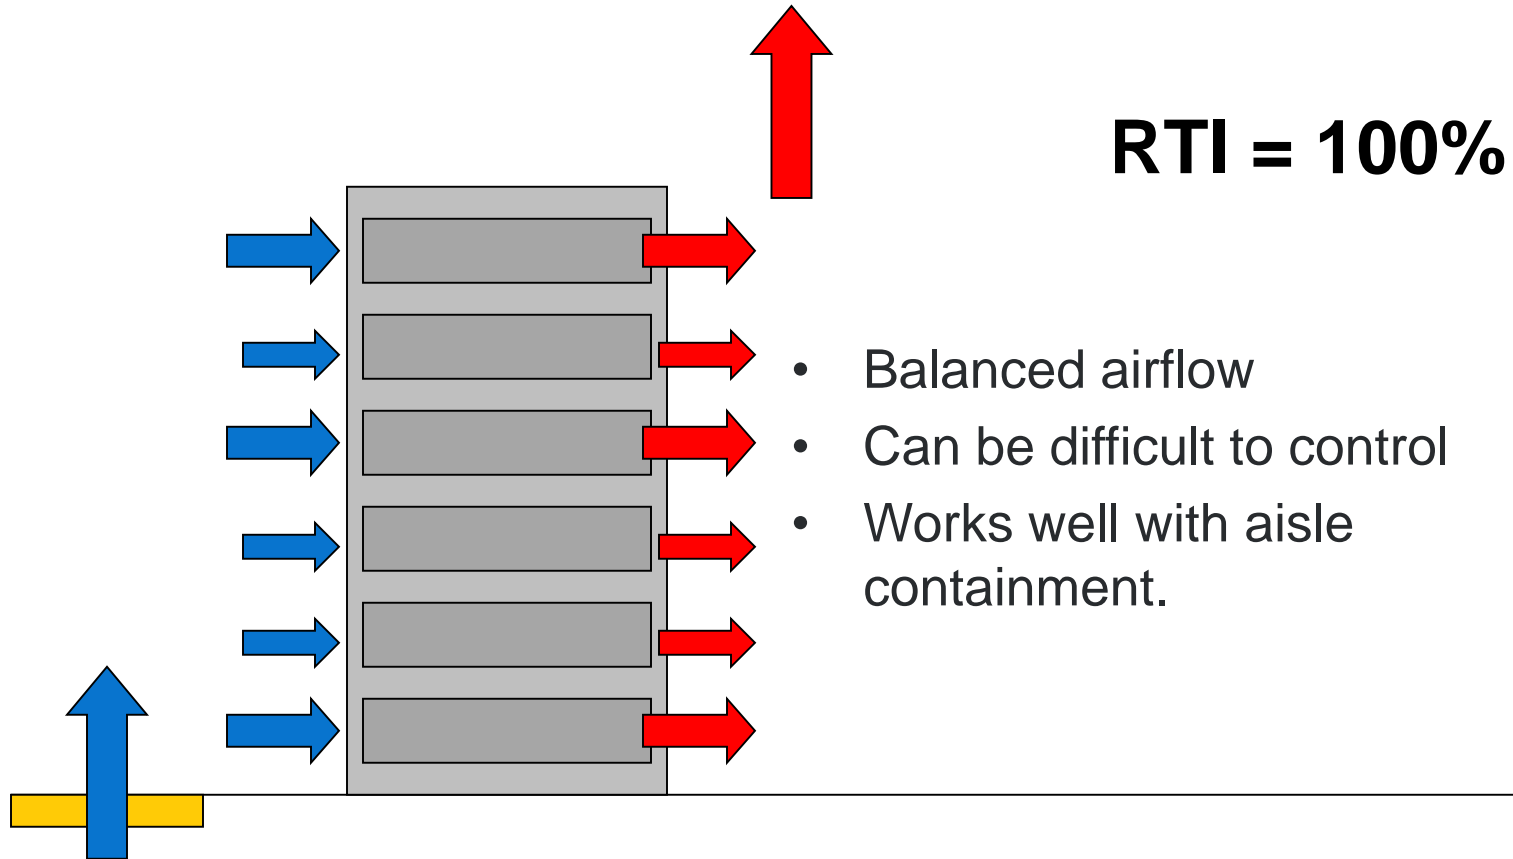 RTI = 100%
• Balanced airflow
• Can be difficult to control
• Works well with aisle
containment.